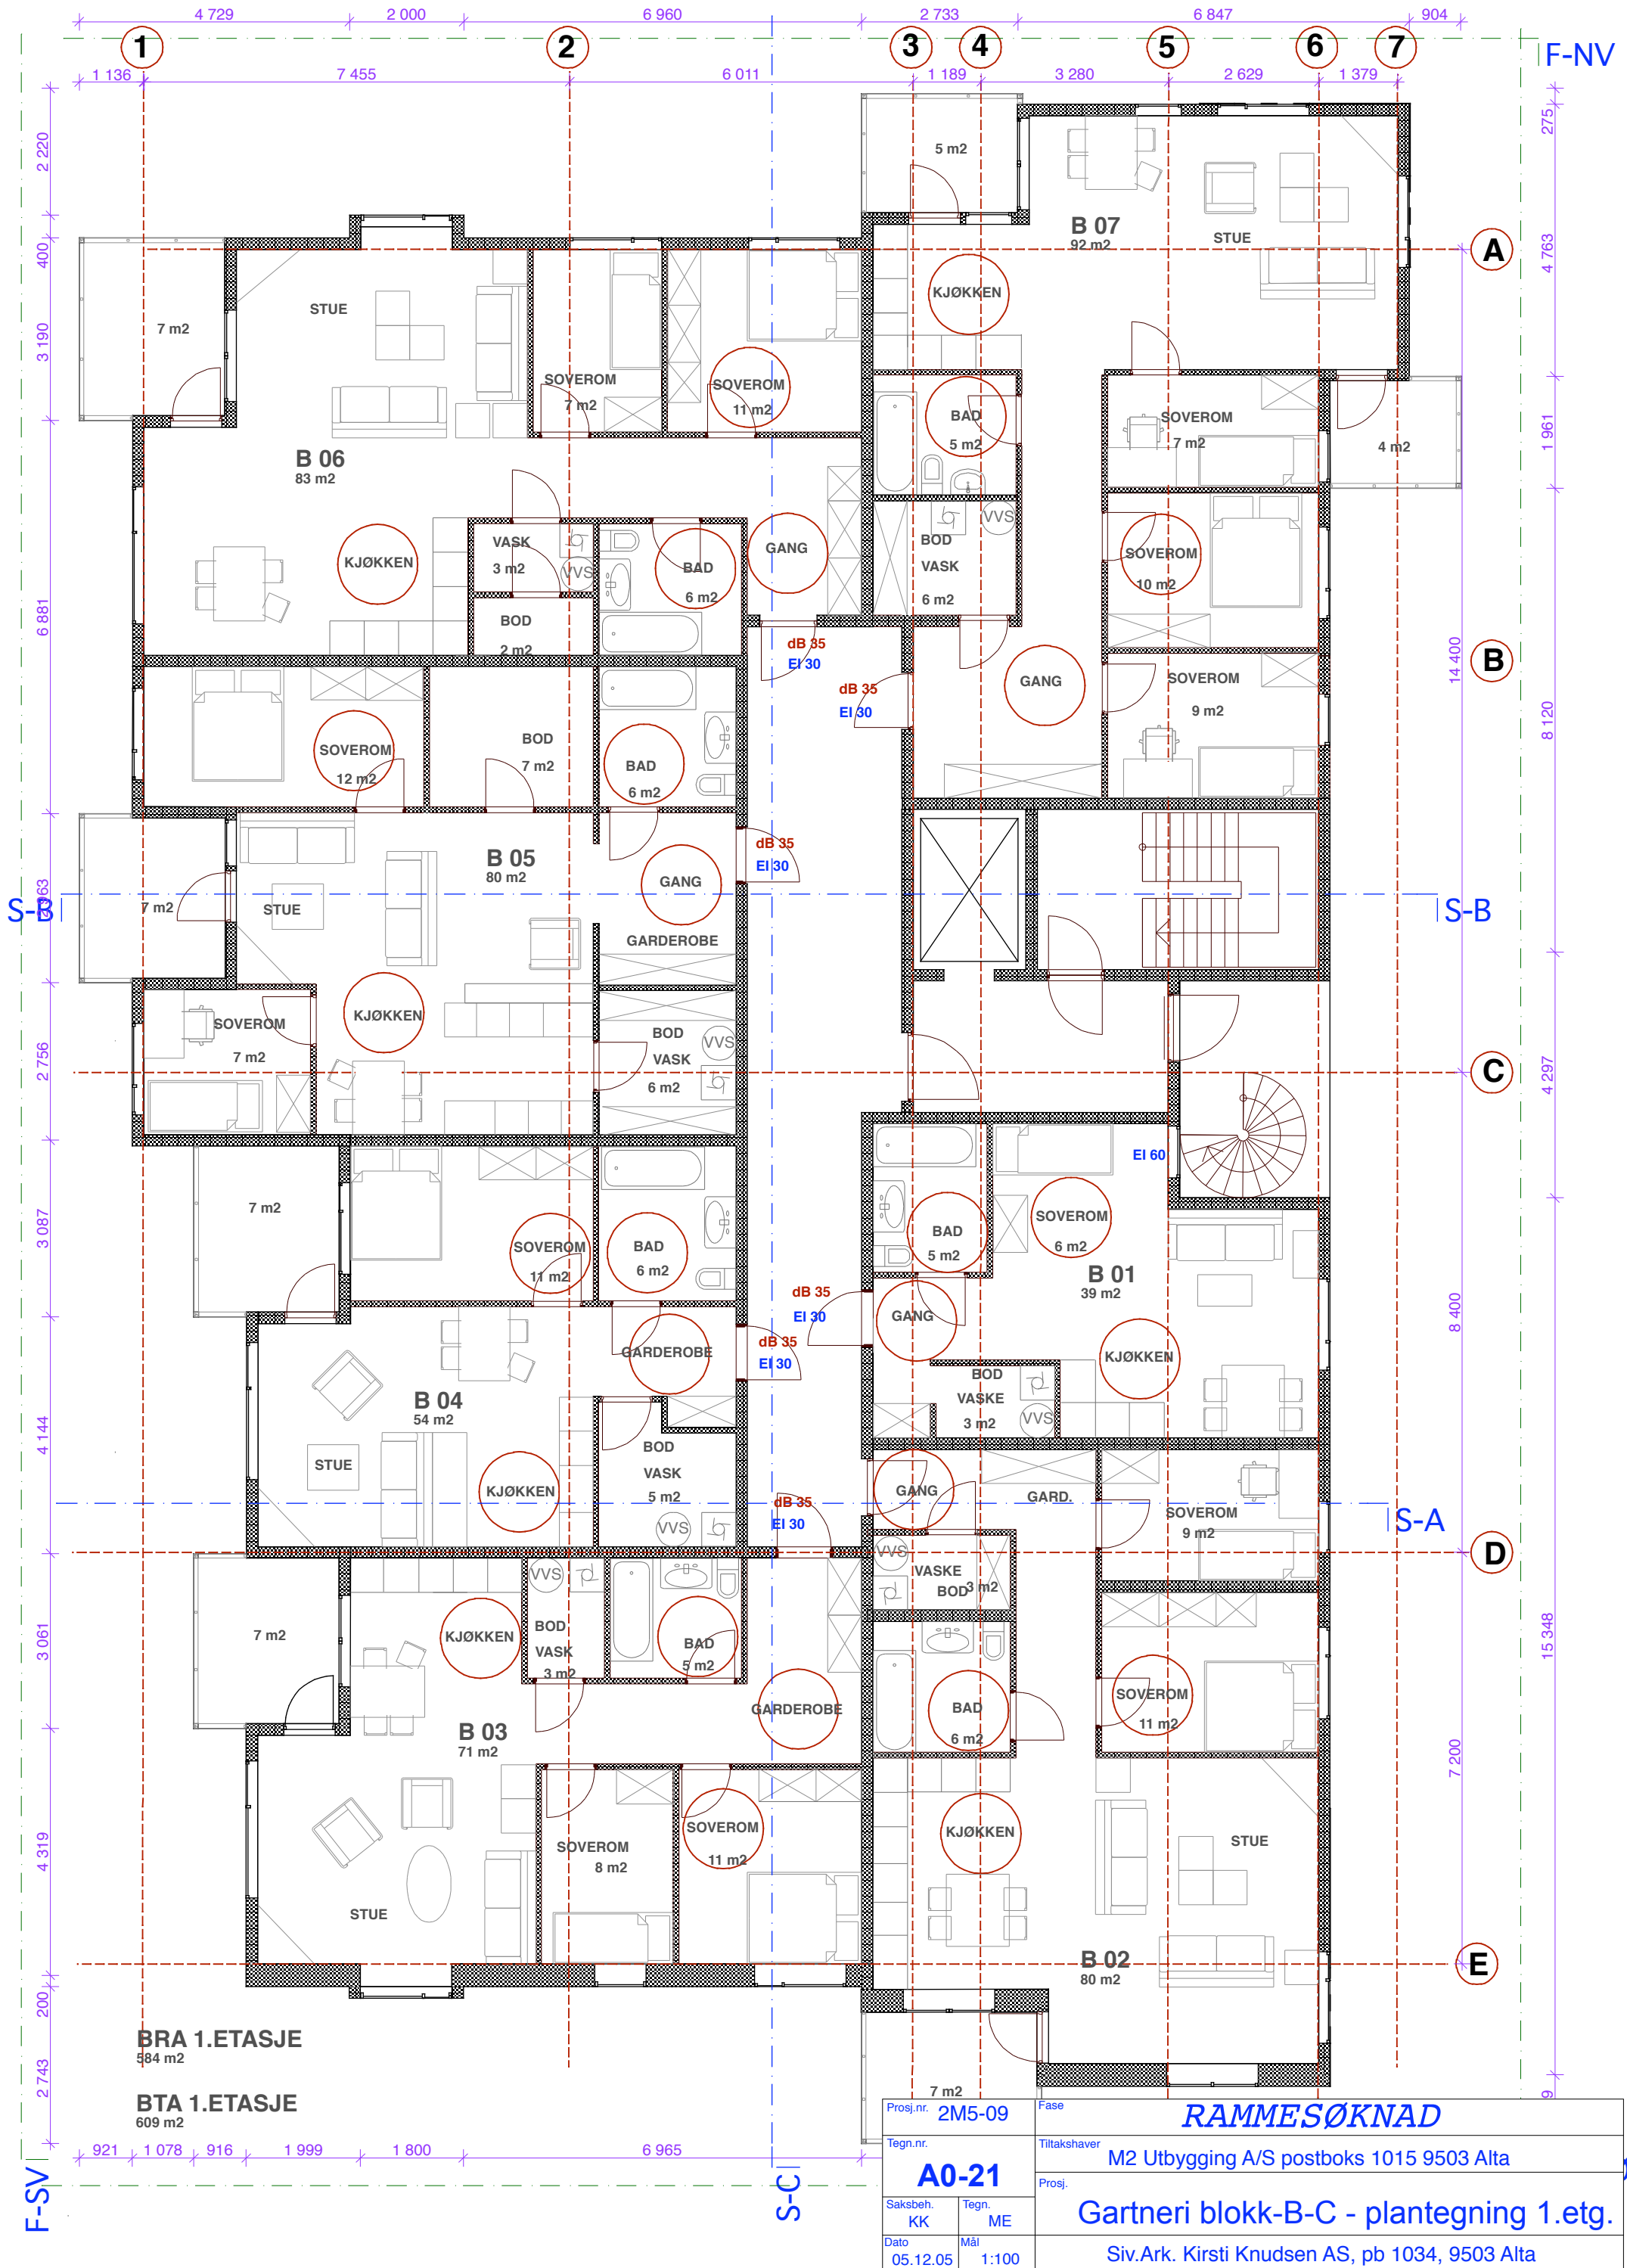 4 729 2 000 6 960 2 733 6 847 904
1 2 3 4 5 6 7
F-NV
1 136 7 455 6 011 1 189 3 280 2 629 1 379
2 220
400
3 190
6 881
2 756
3 087
4 144
3 061
4 319
200
2 743
275
4 763
1 961
8 120
4 297
15 348
9
14 400
8 400
7 200
A
B
C
D
E
5 m2
B 07
92 m2
STUE
KJØKKEN
BAD
5 m2
SOVEROM
7 m2
4 m2
BOD
VASK
6 m2
VVS
SOVEROM
10 m2
GANG
SOVEROM
9 m2
7 m2
STUE
SOVEROM
7 m2
SOVEROM
11 m2
B 06
83 m2
KJØKKEN
VASK
3 m2
VVS
BOD
2 m2
BAD
6 m2
GANG
dB 35
EI 30
dB 35
EI 30
SOVEROM
12 m2
BOD
7 m2
BAD
6 m2
B 05
80 m2
dB 35
EI 30
GANG
GARDEROBE
STUE
7 m2
S-B
S-B
KJØKKEN
SOVEROM
7 m2
BOD
VASK
6 m2
VVS
EI 60
7 m2
SOVEROM
11 m2
BAD
6 m2
BAD
5 m2
SOVEROM
6 m2
B 01
39 m2
dB 35
EI 30
GANG
KJØKKEN
BOD
VASKE
3 m2
VVS
dB 35
EI 30
GARDEROBE
B 04
54 m2
STUE
KJØKKEN
BOD
VASK
5 m2
VVS
dB 35
EI 30
GANG
GARD.
SOVEROM
9 m2
S-A
VVS
VASKE
BOD
3 m2
7 m2
KJØKKEN
VVS
BOD
VASK
3 m2
BAD
5 m2
GARDEROBE
B 03
71 m2
BAD
6 m2
SOVEROM
11 m2
SOVEROM
8 m2
SOVEROM
11 m2
STUE
KJØKKEN
STUE
B 02
80 m2
7 m2
BRA 1.ETASJE
584 m2
BTA 1.ETASJE
609 m2
921 1 078 916 1 999 1 800 6 965
F-SV
S-C
Prosj.nr. 2M5-09
Fase
RAMMESØKNAD
Tegn.nr.
A0-21
Tiltakshaver
M2 Utbygging A/S postboks 1015 9503 Alta
Saksbeh.
KK
Tegn.
ME
Prosj.
Gartneri blokk-B-C - plantegning 1.etg.
Dato
05.12.05
Mål
1:100
Siv.Ark. Kirsti Knudsen AS, pb 1034, 9503 Alta